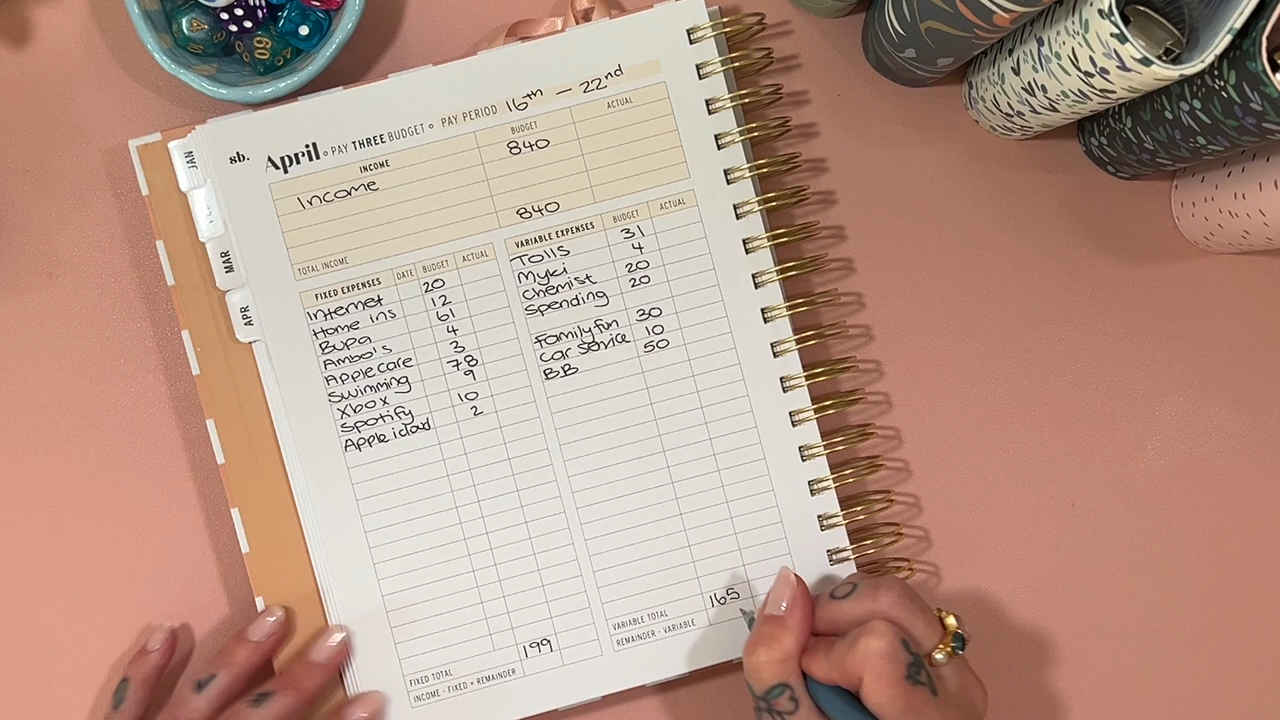 sb. April • PAY THREE BUDGET • PAY PERIOD 16th — 22nd
INCOME BUDGET ACTUAL
Income 840
TOTAL INCOME 840
FIXED EXPENSES DATE BUDGET ACTUAL
Internet 20
Home ins 12
Bupa 61
Ambo's 4
Applecare 3
Swimming 78
Xbox 9
Spotify 10
Apple icloud 2
FIXED TOTAL 199
INCOME - FIXED = REMAINDER
VARIABLE EXPENSES BUDGET ACTUAL
Tolls 31
Myki 4
Chemist 20
Spending 20
Family fun 30
Car service 10
BB 50
VARIABLE TOTAL 165
REMAINDER - VARIABLE
JAN
MAR
APR
60